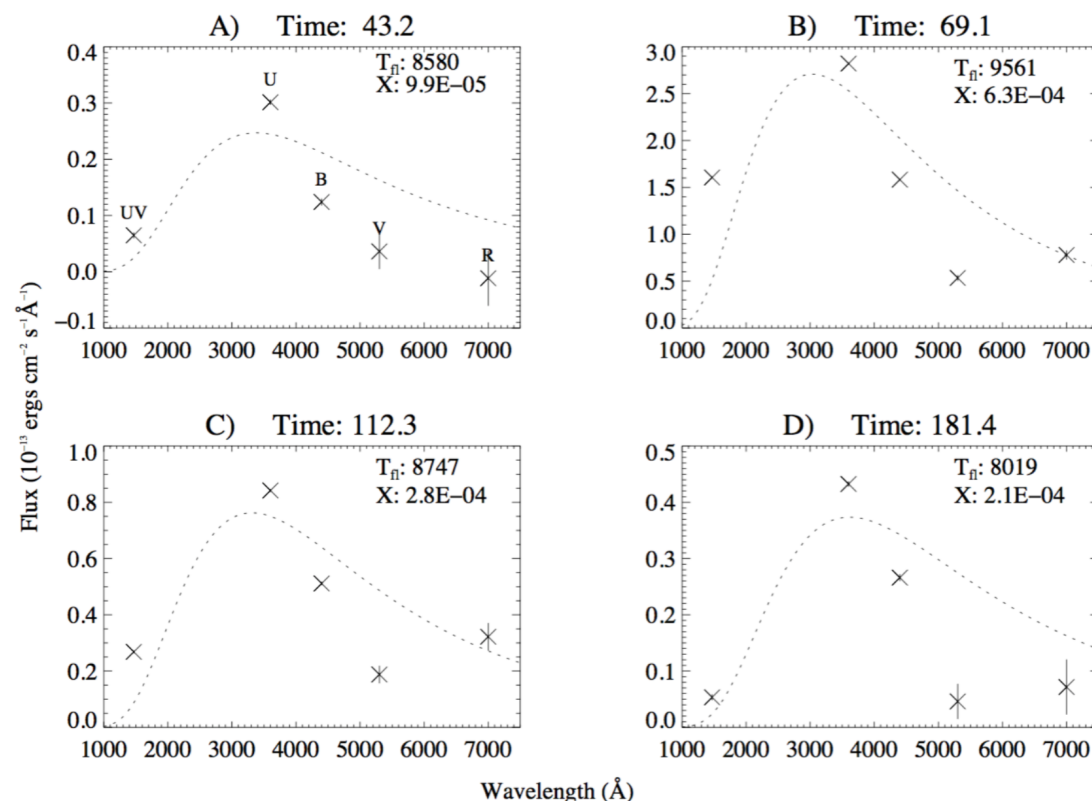 A) Time: 43.2
T_fl: 8580
X: 9.9E−05
UV
U
B
V
R
0.4
0.3
0.2
0.1
0.0
−0.1
1000 2000 3000 4000 5000 6000 7000
B) Time: 69.1
T_fl: 9561
X: 6.3E−04
3.0
2.5
2.0
1.5
1.0
0.5
0.0
1000 2000 3000 4000 5000 6000 7000
C) Time: 112.3
T_fl: 8747
X: 2.8E−04
1.0
0.8
0.6
0.4
0.2
0.0
1000 2000 3000 4000 5000 6000 7000
D) Time: 181.4
T_fl: 8019
X: 2.1E−04
0.5
0.4
0.3
0.2
0.1
0.0
1000 2000 3000 4000 5000 6000 7000
Flux (10⁻¹³ ergs cm⁻² s⁻¹ Å⁻¹)
Wavelength (Å)